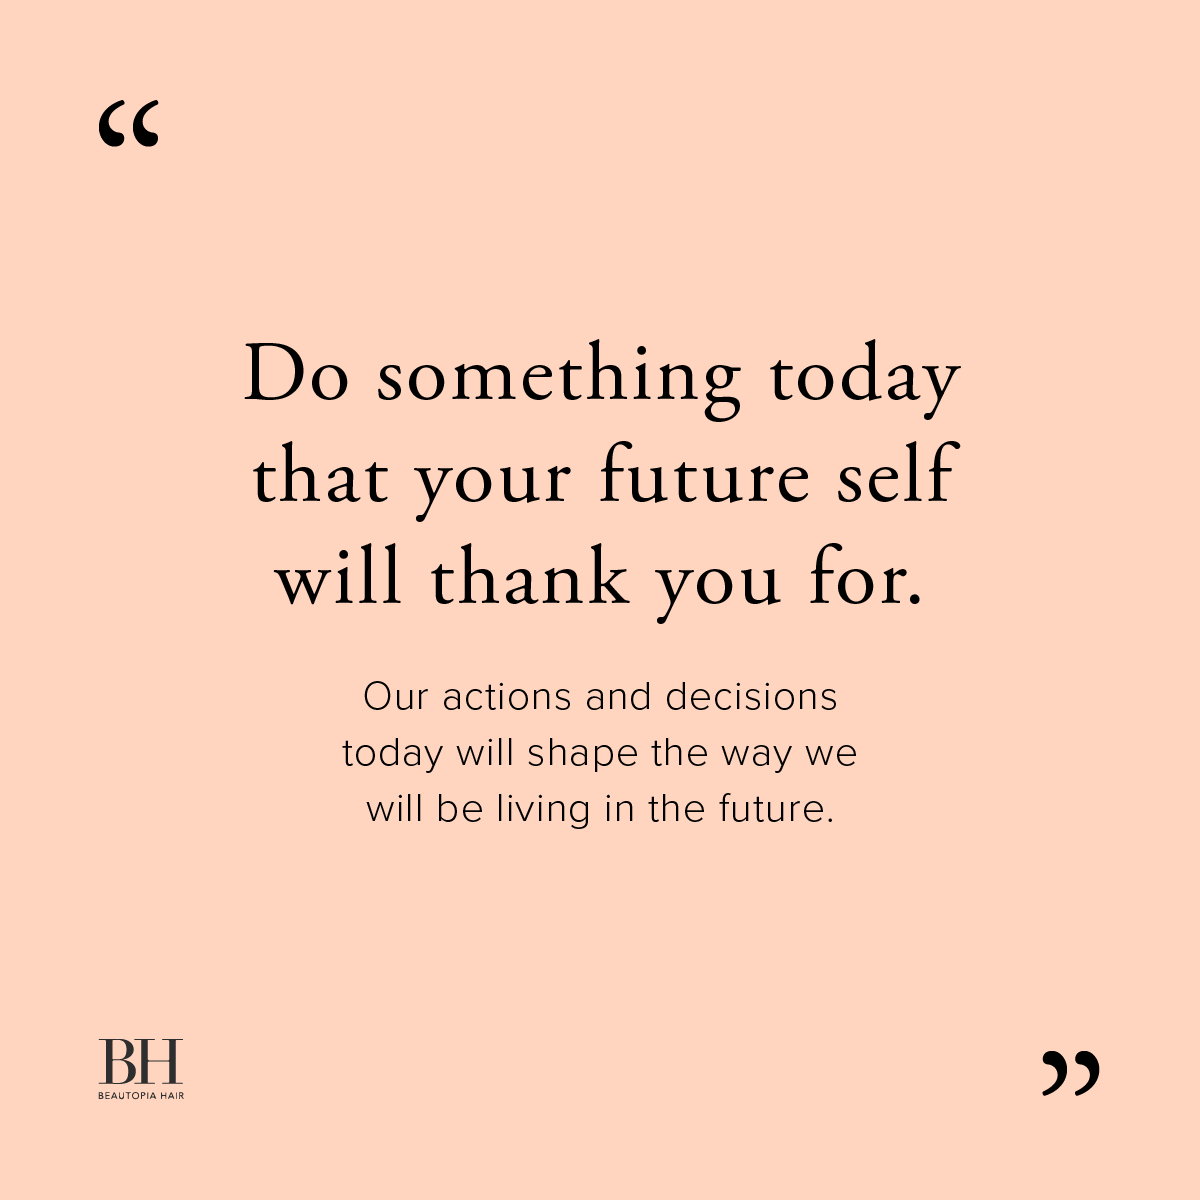 “
Do something today
that your future self
will thank you for.
Our actions and decisions
today will shape the way we
will be living in the future.
BH
BEAUTOPIA HAIR
”